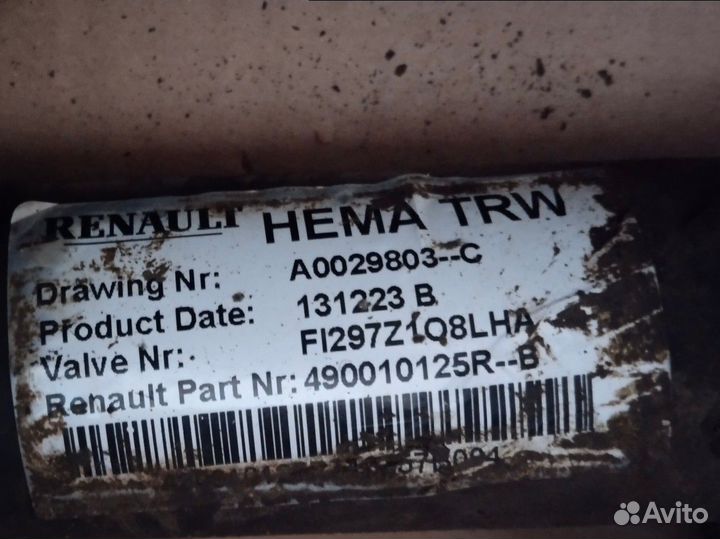 RENAULT HEMA TRW
Drawing Nr: A0029803--C
Product Date: 131223 B
Valve Nr: FI297Z1Q8LHA
Renault Part Nr: 490010125R--B
Avito